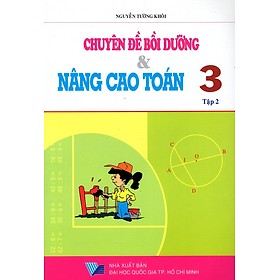 NGUYỄN TƯỜNG KHÔI
CHUYÊN ĐỀ BỒI DƯỠNG
&
NÂNG CAO TOÁN 3
Tập 2
C
A
I
O
B
D
NHÀ XUẤT BẢN
ĐẠI HỌC QUỐC GIA TP. HỒ CHÍ MINH